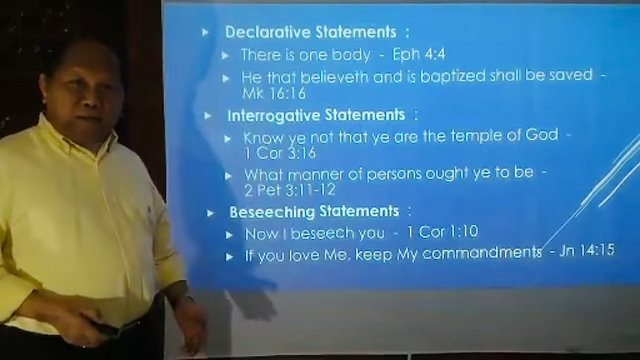 Declarative Statements :
There is one body - Eph 4:4
He that believeth and is baptized shall be saved -
Mk 16:16
Interrogative Statements :
Know ye not that ye are the temple of God -
1 Cor 3:16
What manner of persons ought ye to be -
2 Pet 3:11-12
Beseeching Statements :
Now I beseech you - 1 Cor 1:10
If you love Me, keep My commandments - Jn 14:15